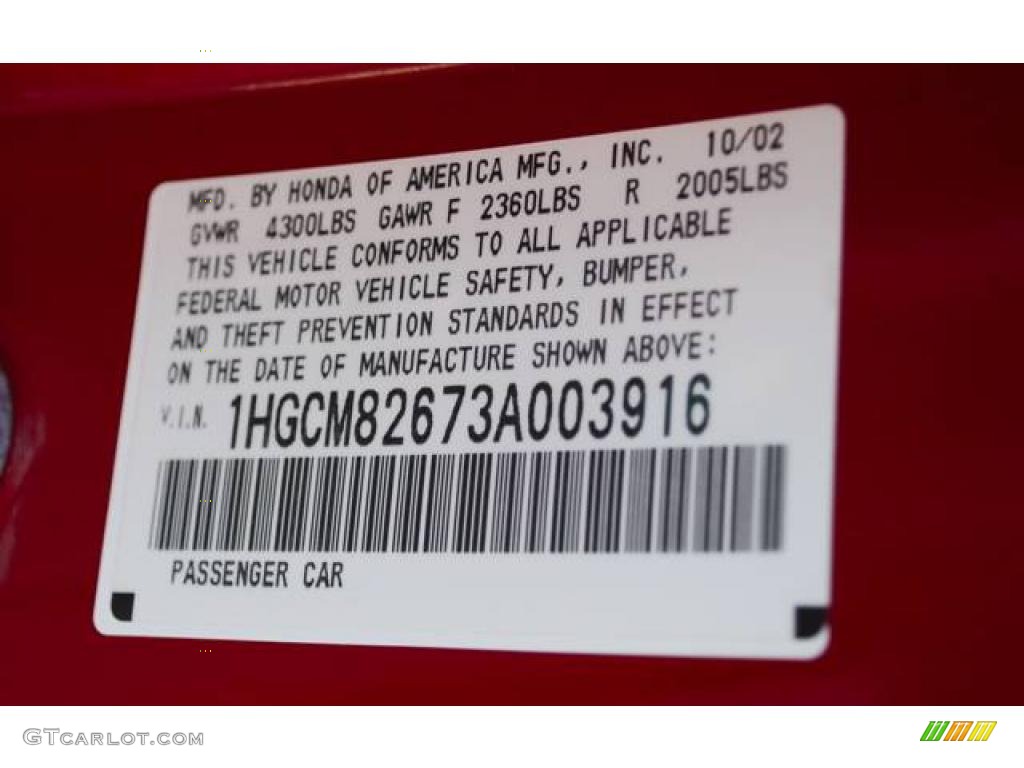 MFD. BY HONDA OF AMERICA MFG., INC. 10/02
GVWR 4300LBS GAWR F 2360LBS R 2005LBS
THIS VEHICLE CONFORMS TO ALL APPLICABLE
FEDERAL MOTOR VEHICLE SAFETY, BUMPER,
AND THEFT PREVENTION STANDARDS IN EFFECT
ON THE DATE OF MANUFACTURE SHOWN ABOVE:
V.I.N. 1HGCM82673A003916
PASSENGER CAR
GTCARLOT.COM